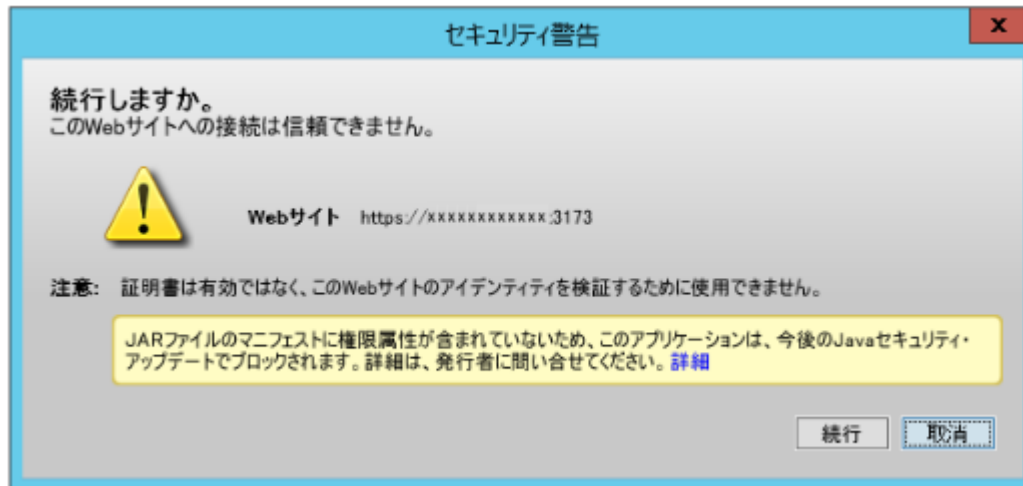 セキュリティ警告
x
続行しますか。
このWebサイトへの接続は信頼できません。
Webサイト https://xxxxxxxxxxxxx:3173
注意: 証明書は有効ではなく、このWebサイトのアイデンティティを検証するために使用できません。
JARファイルのマニフェストに権限属性が含まれていないため、このアプリケーションは、今後のJavaセキュリティ・
アップデートでブロックされます。詳細は、発行者に問い合せてください。詳細
続行 取消